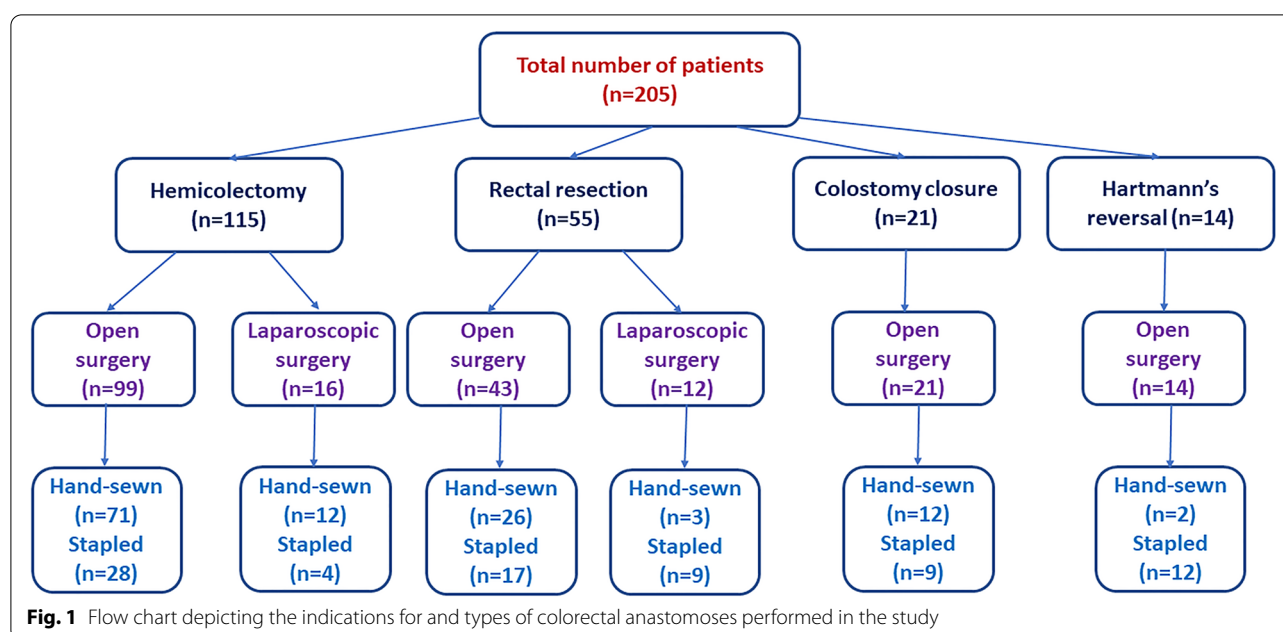 Total number of patients
(n=205)
Hemicolectomy
(n=115)
Rectal resection
(n=55)
Colostomy closure
(n=21)
Hartmann's
reversal (n=14)
Open
surgery
(n=99)
Laparoscopic
surgery
(n=16)
Open
surgery
(n=43)
Laparoscopic
surgery
(n=12)
Open
surgery
(n=21)
Open
surgery
(n=14)
Hand-sewn
(n=71)
Stapled
(n=28)
Hand-sewn
(n=12)
Stapled
(n=4)
Hand-sewn
(n=26)
Stapled
(n=17)
Hand-sewn
(n=3)
Stapled
(n=9)
Hand-sewn
(n=12)
Stapled
(n=9)
Hand-sewn
(n=2)
Stapled
(n=12)
Fig. 1 Flow chart depicting the indications for and types of colorectal anastomoses performed in the study